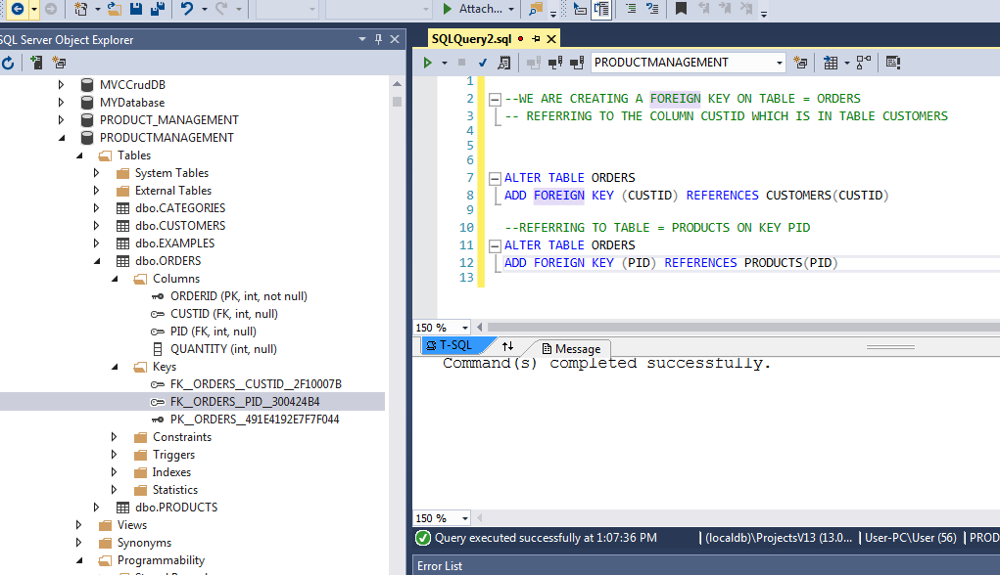 Attach...
SQL Server Object Explorer
MVCCrudDB
MYDatabase
PRODUCT_MANAGEMENT
PRODUCTMANAGEMENT
Tables
System Tables
External Tables
dbo.CATEGORIES
dbo.CUSTOMERS
dbo.EXAMPLES
dbo.ORDERS
Columns
ORDERID (PK, int, not null)
CUSTID (FK, int, null)
PID (FK, int, null)
QUANTITY (int, null)
Keys
FK__ORDERS__CUSTID__2F10007B
FK__ORDERS__PID__300424B4
PK__ORDERS__491E4192E7F7F044
Constraints
Triggers
Indexes
Statistics
dbo.PRODUCTS
Views
Synonyms
Programmability
SQLQuery2.sql
PRODUCTMANAGEMENT
1
2 --WE ARE CREATING A FOREIGN KEY ON TABLE = ORDERS
3 -- REFERRING TO THE COLUMN CUSTID WHICH IS IN TABLE CUSTOMERS
4
5
6
7 ALTER TABLE ORDERS
8 ADD FOREIGN KEY (CUSTID) REFERENCES CUSTOMERS(CUSTID)
9
10 --REFERRING TO TABLE = PRODUCTS ON KEY PID
11 ALTER TABLE ORDERS
12 ADD FOREIGN KEY (PID) REFERENCES PRODUCTS(PID)
13
150 %
T-SQL Message
Command(s) completed successfully.
150 %
Query executed successfully at 1:07:36 PM | (localdb)\ProjectsV13 (13.0... | User-PC\User (56) | PROD
Error List